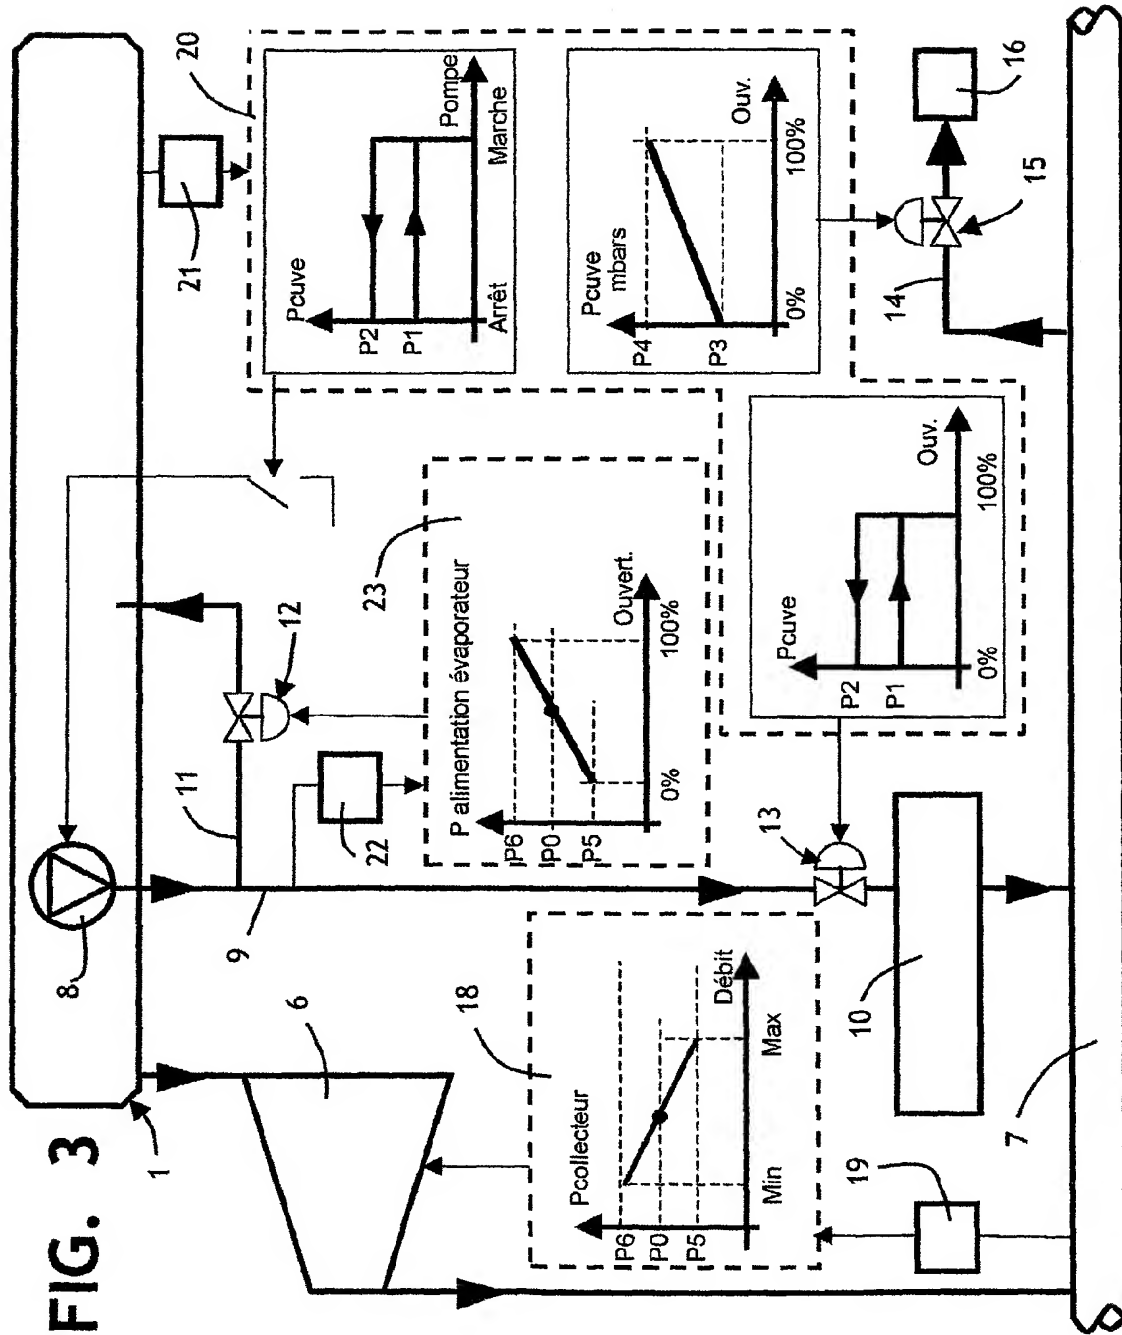 FIG. 3
1
6
8
9
11
12
21
20
22
23
18
19
10
13
7
14
15
16
Pcuve
P2
P1
Arrêt
Marche
Pompe
Pcuve
mbars
P4
P3
0%
100%
Ouv.
P alimentation évaporateur
P6
P0
P5
0%
100%
Ouvert.
Pcuve
P2
P1
0%
100%
Ouv.
Pcollecteur
P6
P0
P5
Min
Max
Débit